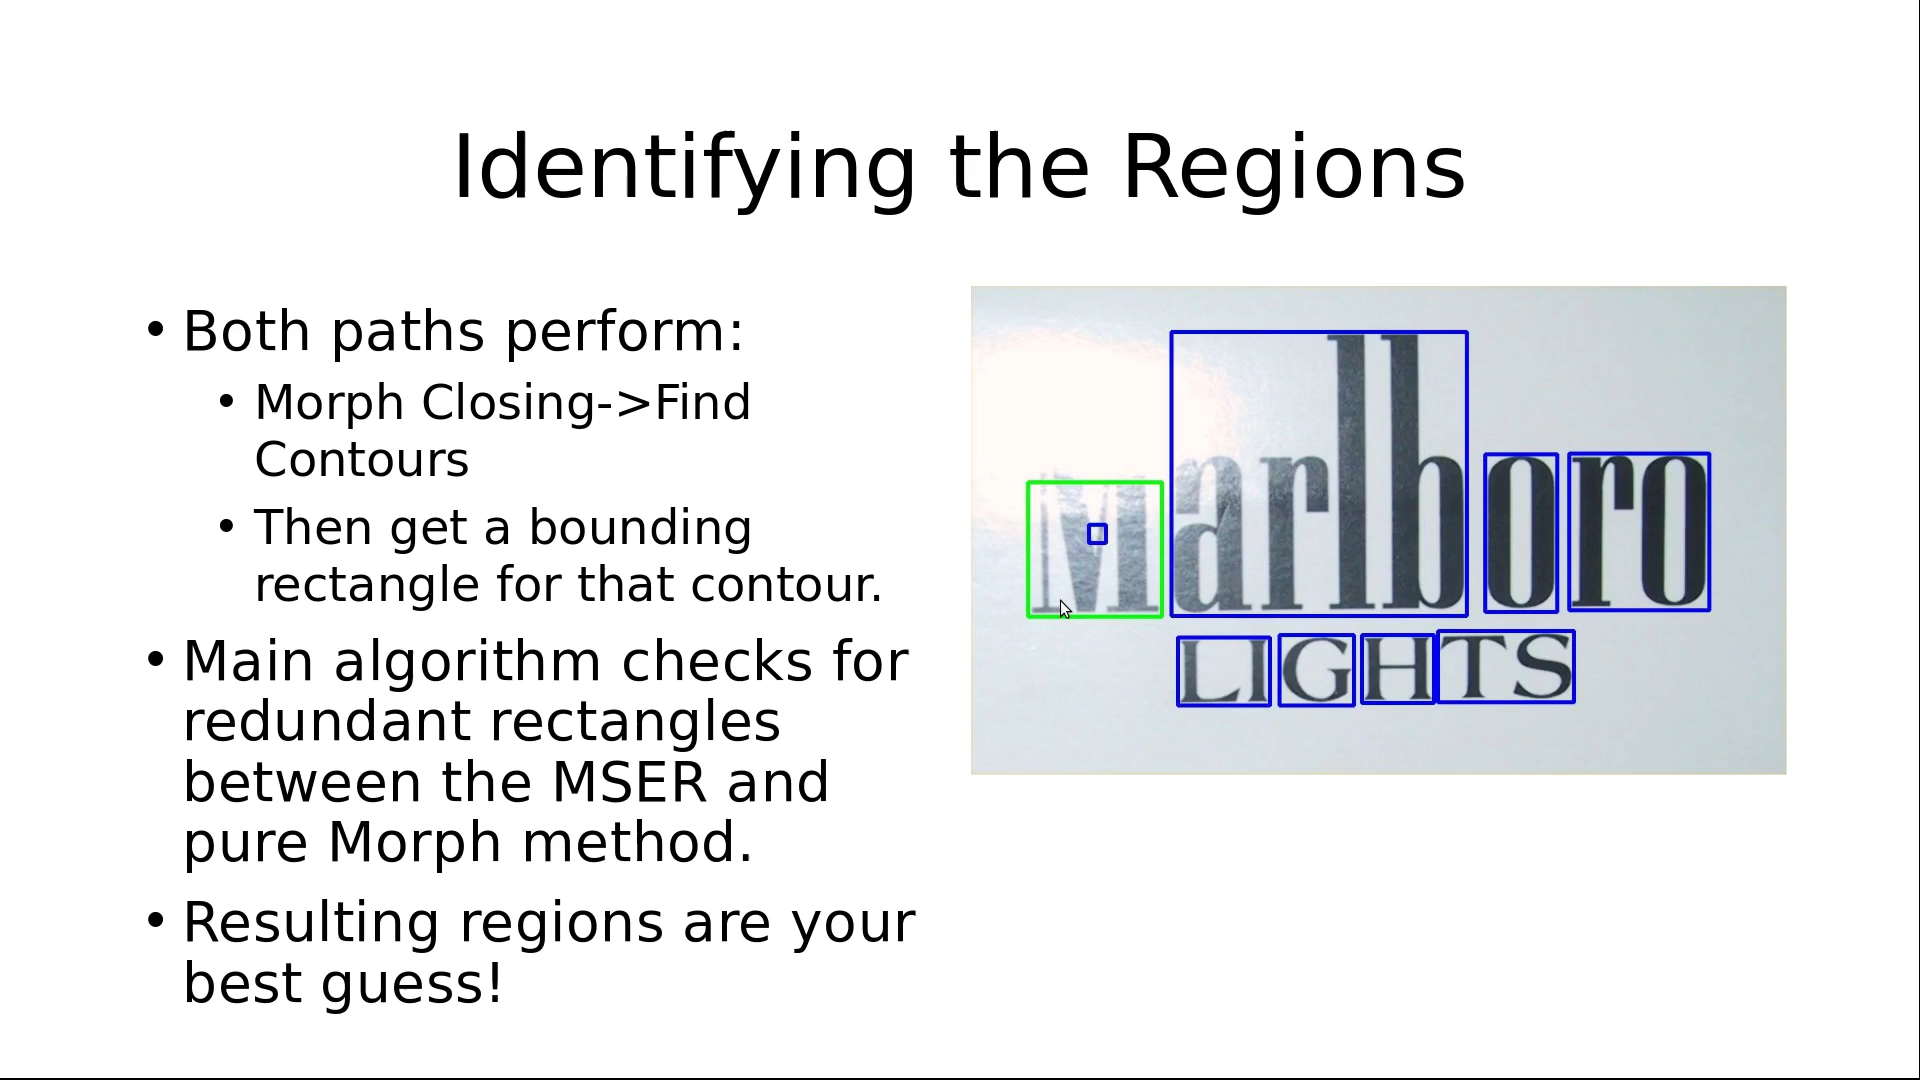 Identifying the Regions
• Both paths perform:
• Morph Closing->Find
Contours
• Then get a bounding
rectangle for that contour.
• Main algorithm checks for
redundant rectangles
between the MSER and
pure Morph method.
• Resulting regions are your
best guess!
Marlboro
LIGHTS